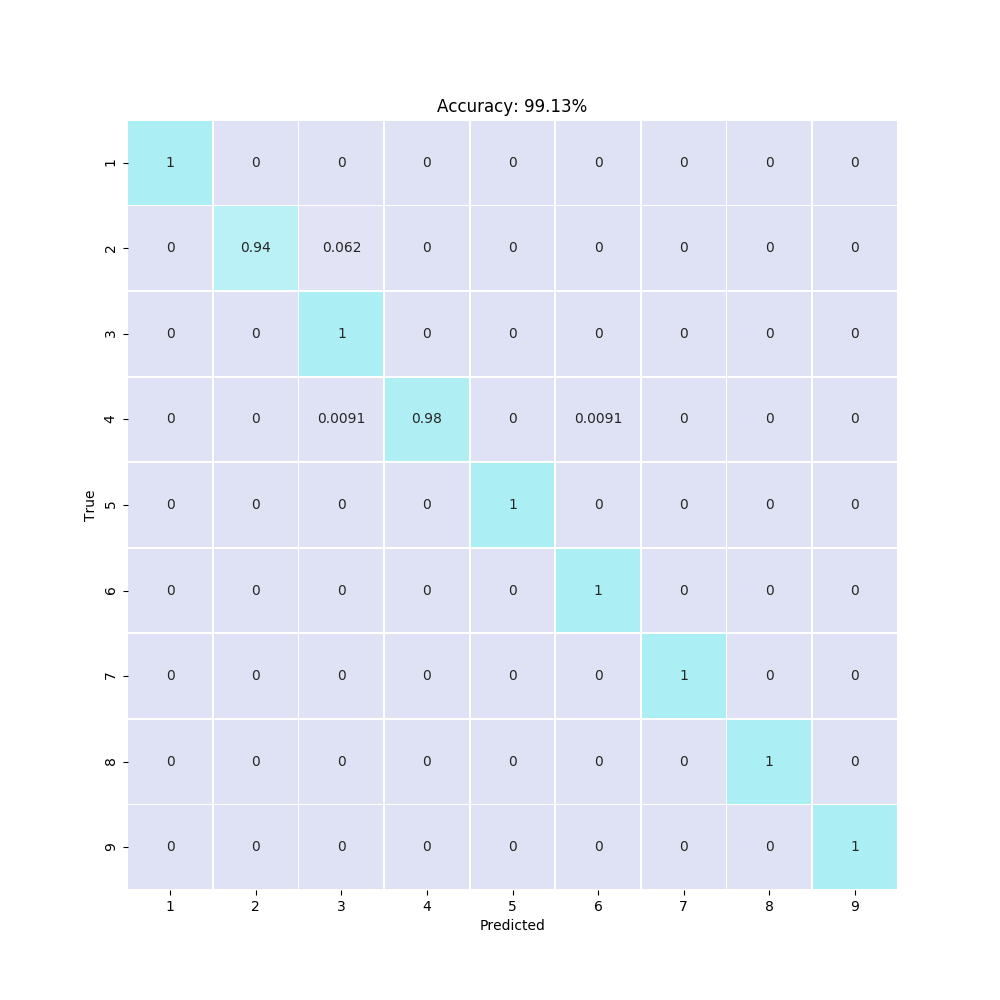 Accuracy: 99.13%
1 1 0 0 0 0 0 0 0 0
2 0 0.94 0.062 0 0 0 0 0 0
3 0 0 1 0 0 0 0 0 0
4 0 0 0.0091 0.98 0 0.0091 0 0 0
5 0 0 0 0 1 0 0 0 0
6 0 0 0 0 0 1 0 0 0
7 0 0 0 0 0 0 1 0 0
8 0 0 0 0 0 0 0 1 0
9 0 0 0 0 0 0 0 0 1
True
1 2 3 4 5 6 7 8 9
Predicted